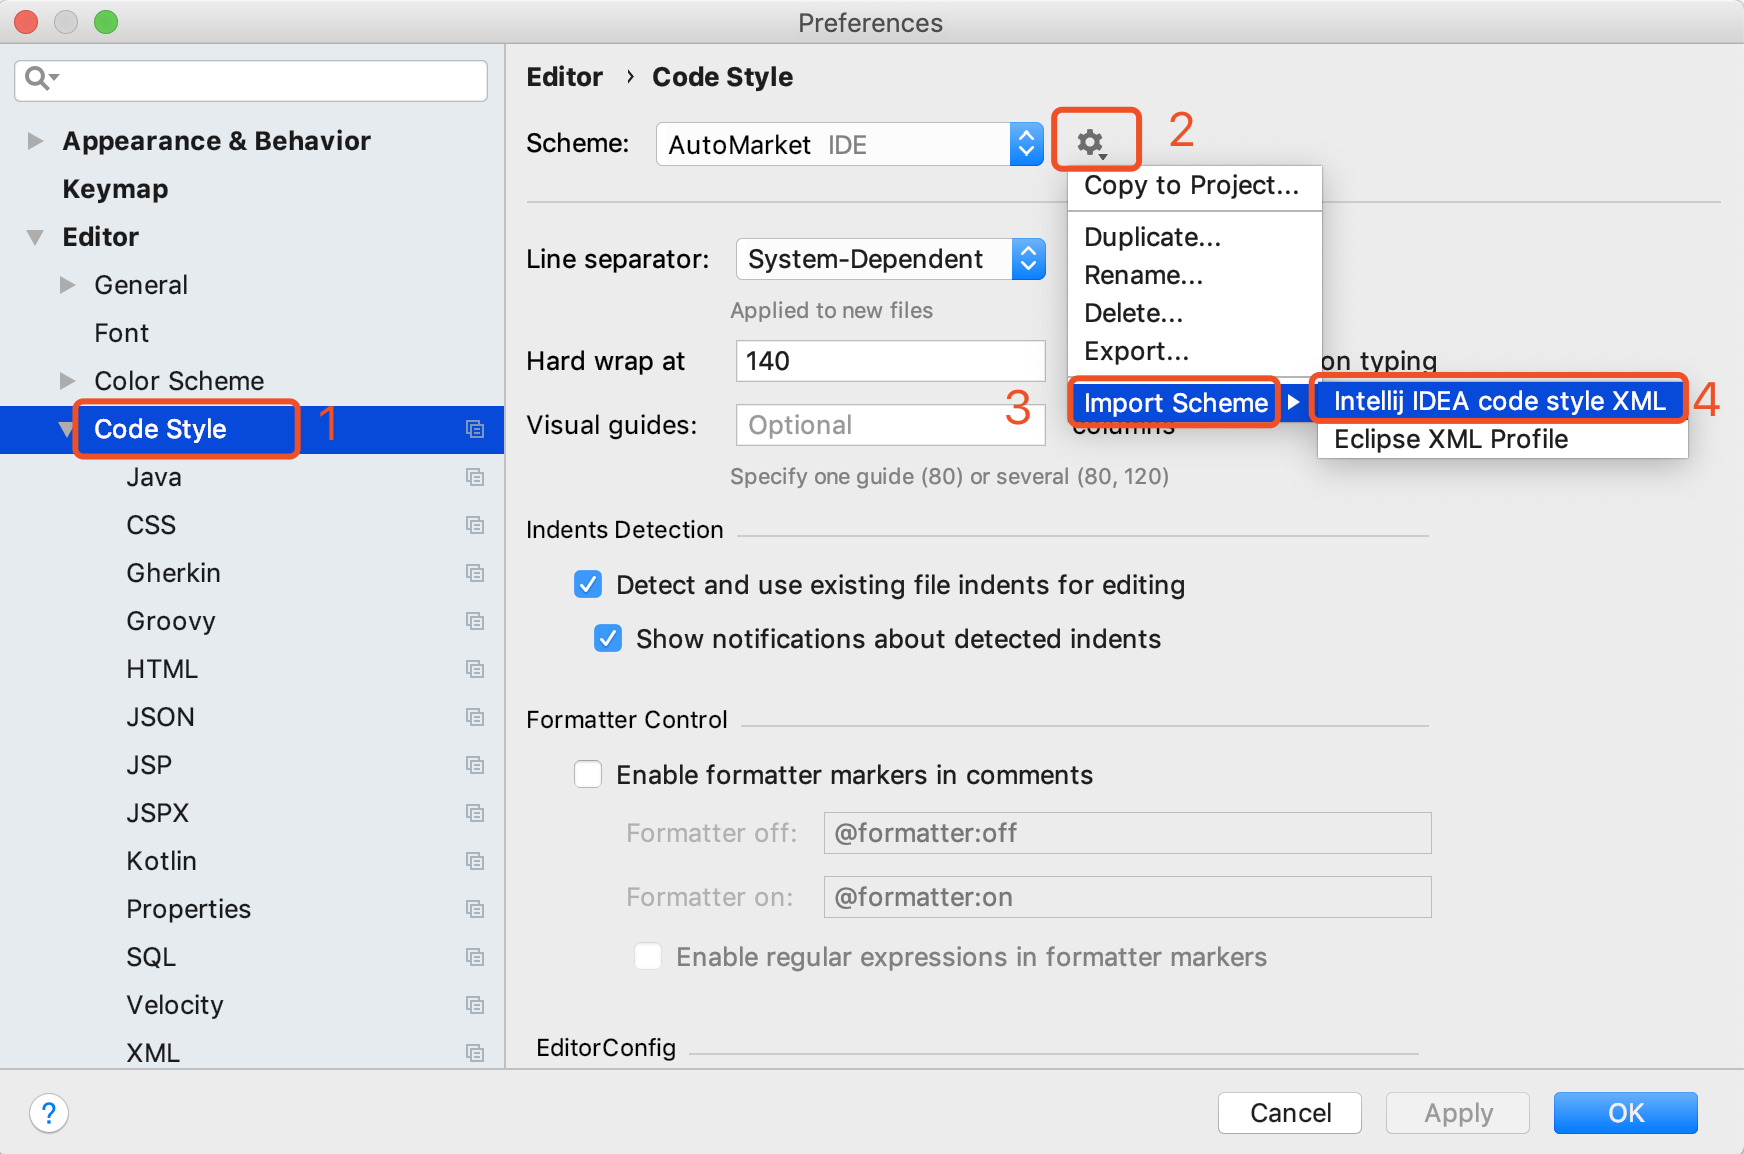 Preferences
Appearance & Behavior
Keymap
Editor
General
Font
Color Scheme
Code Style
1
Java
CSS
Gherkin
Groovy
HTML
JSON
JSP
JSPX
Kotlin
Properties
SQL
Velocity
XML
Editor › Code Style
Scheme: AutoMarket IDE
2
Copy to Project...
Duplicate...
Rename...
Delete...
Export...
3
Import Scheme
Intellij IDEA code style XML
4
Eclipse XML Profile
Line separator: System-Dependent
Applied to new files
Hard wrap at 140 on typing
Visual guides: Optional columns
Specify one guide (80) or several (80, 120)
Indents Detection
Detect and use existing file indents for editing
Show notifications about detected indents
Formatter Control
Enable formatter markers in comments
Formatter off: @formatter:off
Formatter on: @formatter:on
Enable regular expressions in formatter markers
EditorConfig
?
Cancel
Apply
OK